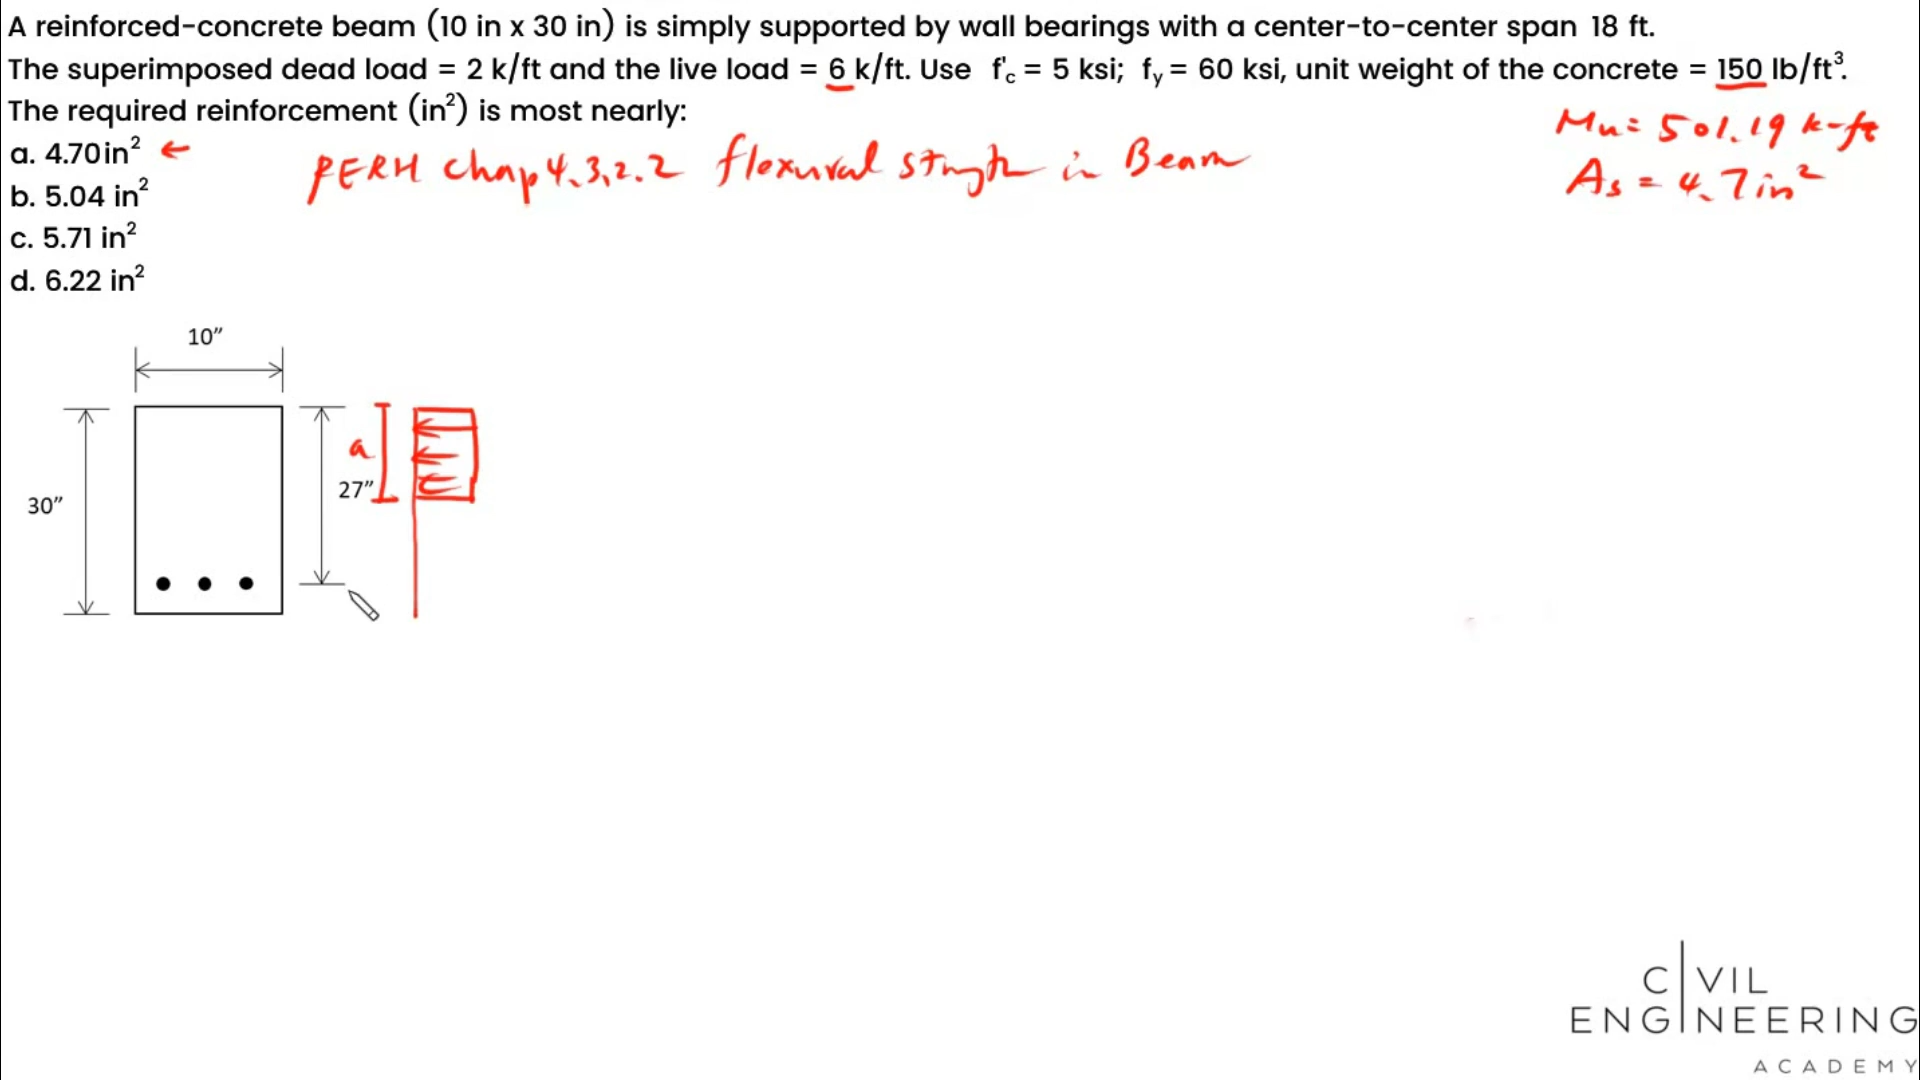 A reinforced-concrete beam (10 in x 30 in) is simply supported by wall bearings with a center-to-center span 18 ft.
The superimposed dead load = 2 k/ft and the live load = 6 k/ft. Use f'c = 5 ksi; fy = 60 ksi, unit weight of the concrete = 150 lb/ft³.
The required reinforcement (in²) is most nearly:
a. 4.70 in² ←
b. 5.04 in²
c. 5.71 in²
d. 6.22 in²
PERH Chap 4.3.2.2 flexural strength in Beam
Mu = 501.19 k-ft
As = 4.7 in²
10”
a
27”
30”
CIVIL
ENGINEERING
ACADEMY